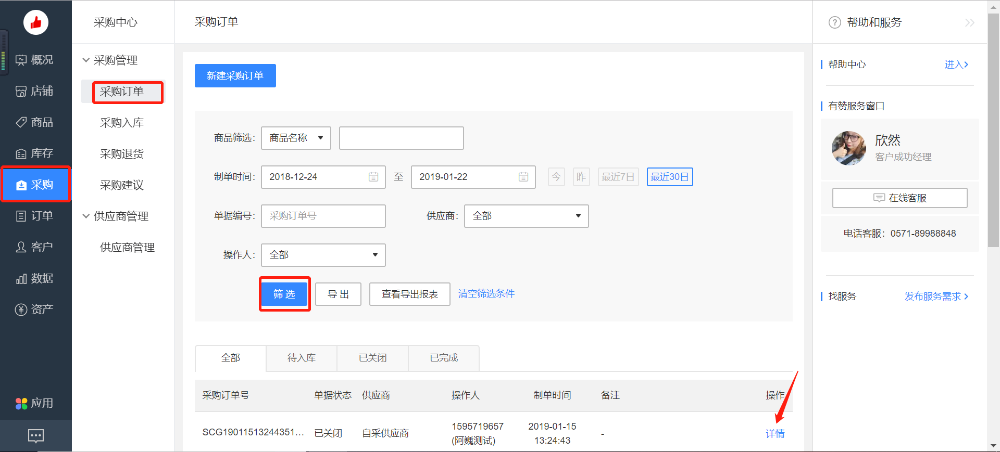 采购中心
采购订单
帮助和服务
概况
店铺
商品
库存
采购
订单
客户
数据
资产
应用
采购管理
采购订单
采购入库
采购退货
采购建议
供应商管理
供应商管理
新建采购订单
商品筛选： 商品名称
制单时间： 2018-12-24 至 2019-01-22 今 昨 最近7日 最近30日
单据编号： 采购订单号 供应商： 全部
操作人： 全部
筛 选 导 出 查看导出报表 清空筛选条件
全部 待入库 已关闭 已完成
采购订单号 单据状态 供应商 操作人 制单时间 备注 操作
SCG19011513244351... 已关闭 自采供应商 1595719657 2019-01-15 - 详情
(阿巍测试) 13:24:43
帮助中心 进入
有赞服务窗口
欣然
客户成功经理
在线客服
电话客服：0571-89988848
找服务 发布服务需求